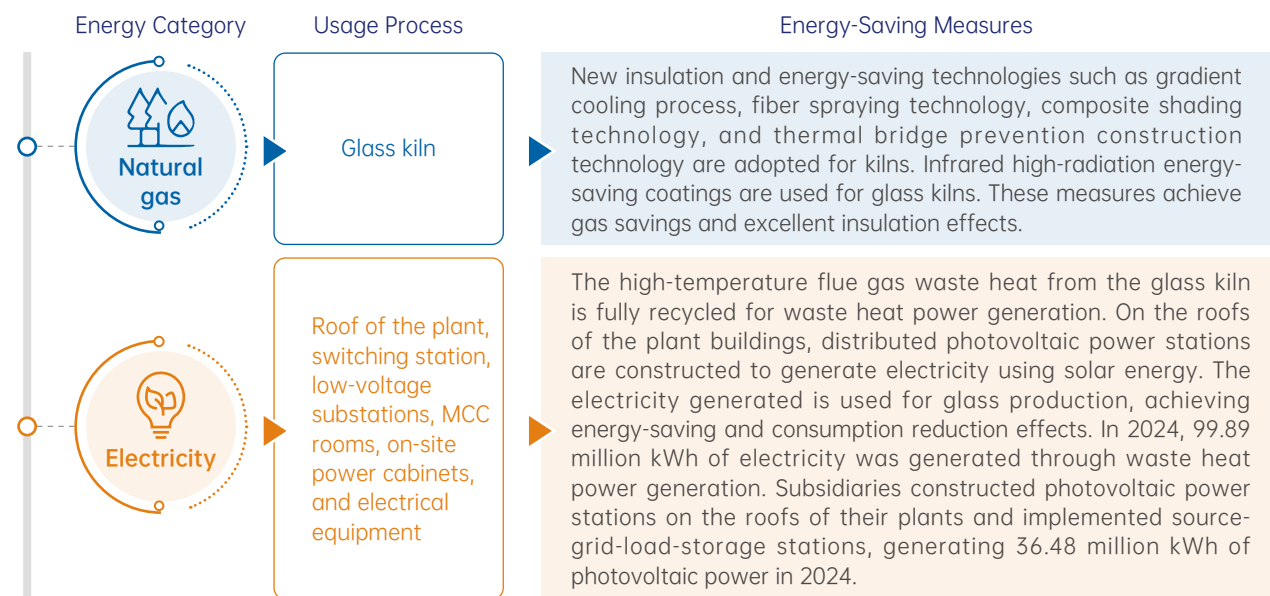 Energy Category
Usage Process
Energy-Saving Measures
Natural
gas
Glass kiln
New insulation and energy-saving technologies such as gradient
cooling process, fiber spraying technology, composite shading
technology, and thermal bridge prevention construction
technology are adopted for kilns. Infrared high-radiation energy-
saving coatings are used for glass kilns. These measures achieve
gas savings and excellent insulation effects.
Electricity
Roof of the plant,
switching station,
low-voltage
substations, MCC
rooms, on-site
power cabinets,
and electrical
equipment
The high-temperature flue gas waste heat from the glass kiln
is fully recycled for waste heat power generation. On the roofs
of the plant buildings, distributed photovoltaic power stations
are constructed to generate electricity using solar energy. The
electricity generated is used for glass production, achieving
energy-saving and consumption reduction effects. In 2024, 99.89
million kWh of electricity was generated through waste heat
power generation. Subsidiaries constructed photovoltaic power
stations on the roofs of their plants and implemented source-
grid-load-storage stations, generating 36.48 million kWh of
photovoltaic power in 2024.